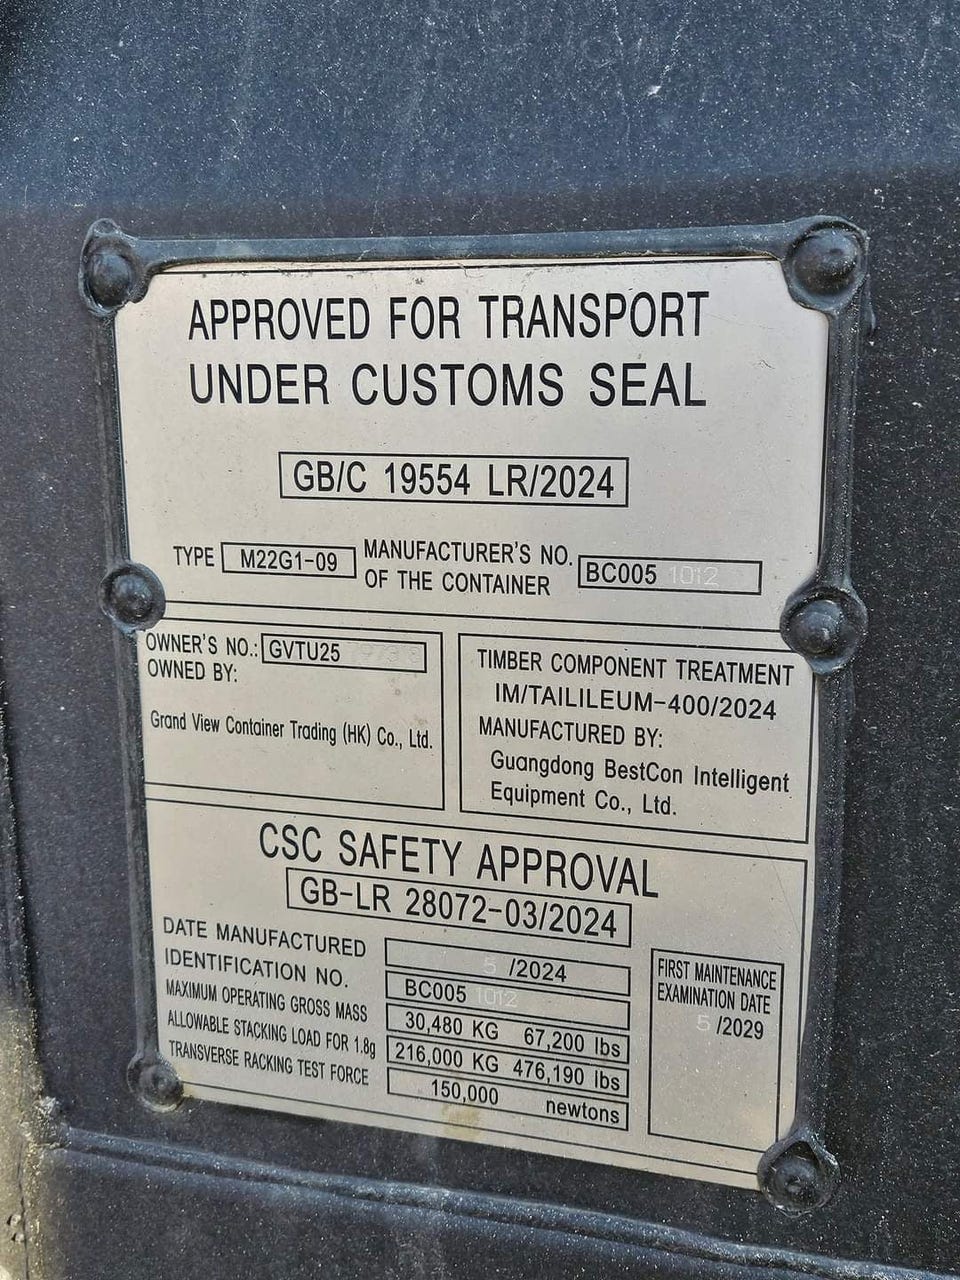 APPROVED FOR TRANSPORT
UNDER CUSTOMS SEAL
GB/C 19554 LR/2024
TYPE M22G1-09 MANUFACTURER'S NO. OF THE CONTAINER BC005 1012
OWNER'S NO.: GVTU25
OWNED BY:
Grand View Container Trading (HK) Co., Ltd.
TIMBER COMPONENT TREATMENT
IM/TAILILEUM-400/2024
MANUFACTURED BY:
Guangdong BestCon Intelligent
Equipment Co., Ltd.
CSC SAFETY APPROVAL
GB-LR 28072-03/2024
DATE MANUFACTURED 5 /2024
IDENTIFICATION NO. BC005 1012
MAXIMUM OPERATING GROSS MASS 30,480 KG 67,200 lbs
ALLOWABLE STACKING LOAD FOR 1.8g 216,000 KG 476,190 lbs
TRANSVERSE RACKING TEST FORCE 150,000 newtons
FIRST MAINTENANCE
EXAMINATION DATE
5 /2029